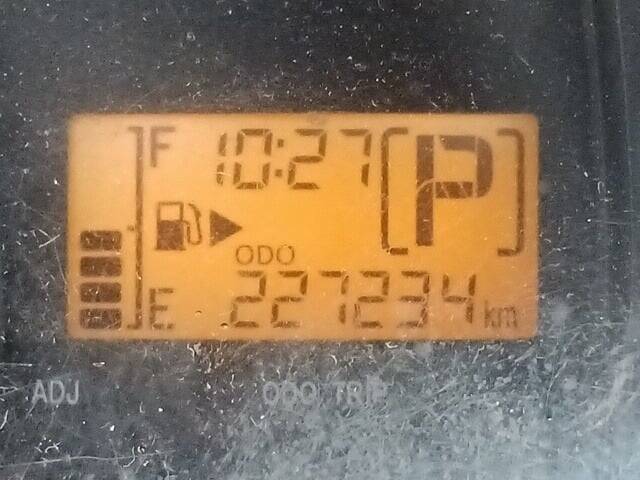 F 10:27 P
ODO
E 227234 km
ADJ ODO TRIP